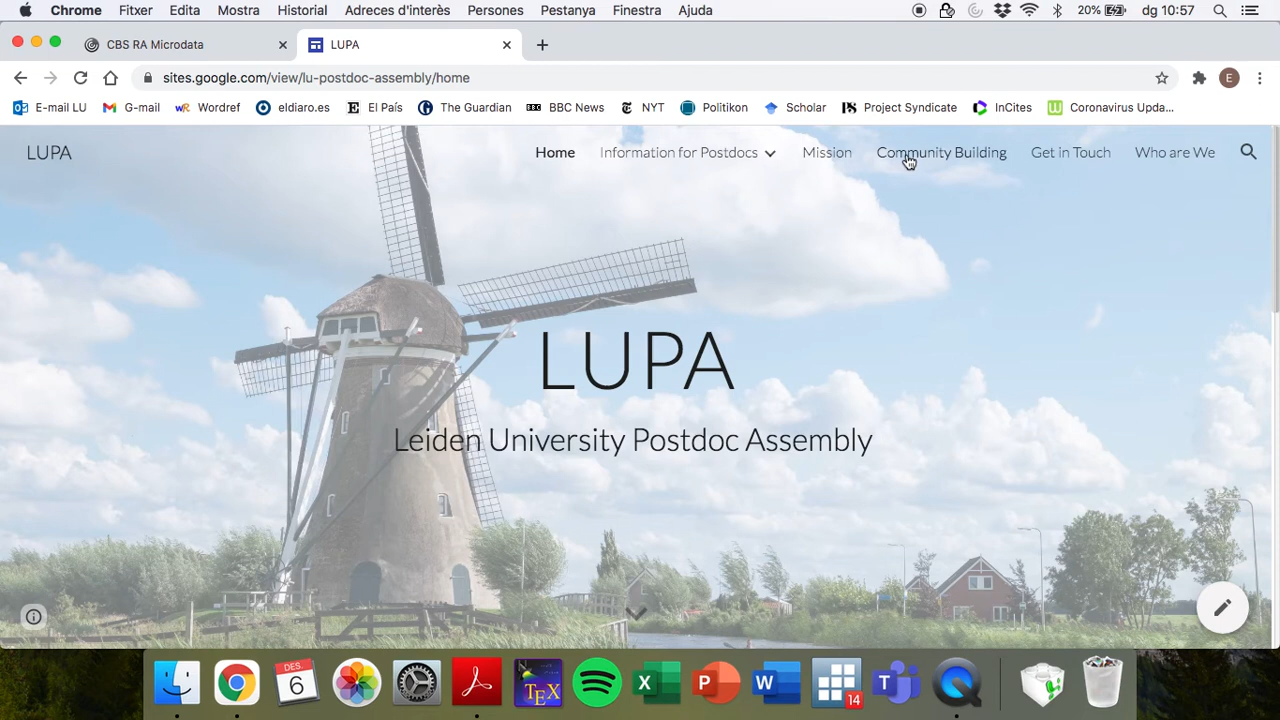 Chrome Fitxer Edita Mostra Historial Adreces d'interès Persones Pestanya Finestra Ajuda 20% dg 10:57
CBS RA Microdata LUPA
sites.google.com/view/lu-postdoc-assembly/home E
E-mail LU G-mail Wordref eldiario.es El País The Guardian BBC News NYT Politikon Scholar Project Syndicate InCites Coronavirus Upda...
LUPA Home Information for Postdocs Mission Community Building Get in Touch Who are We
LUPA
Leiden University Postdoc Assembly
DES.
6
TEX
X
P
W
14
T